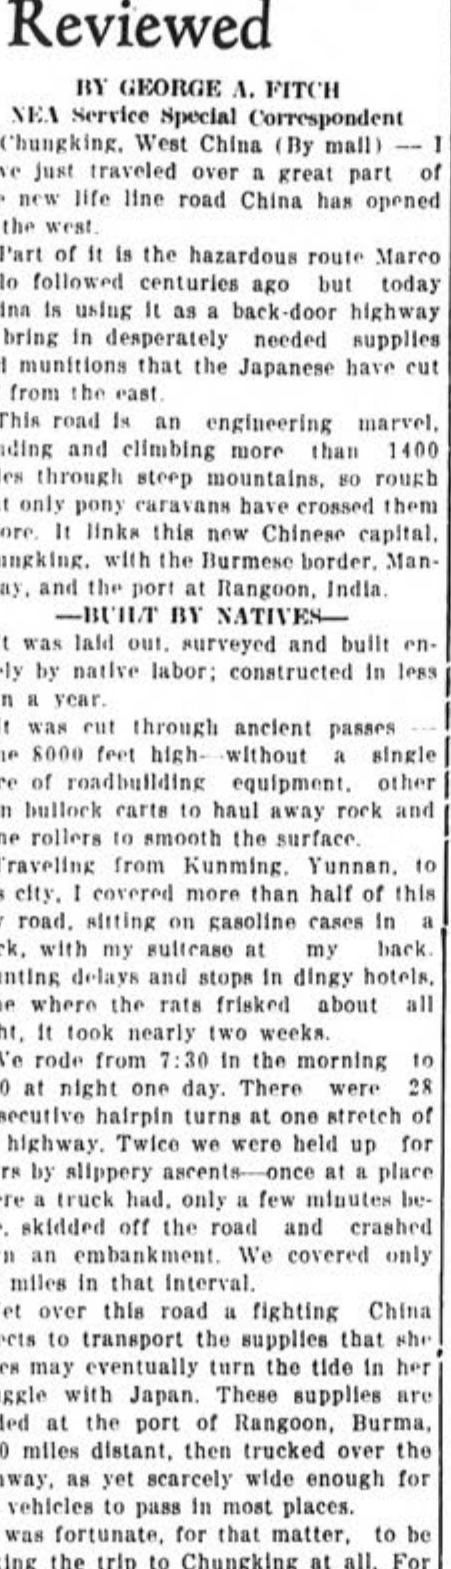 Reviewed
BY GEORGE A. FITCH
NEA Service Special Correspondent
Chungking, West China (By mail) — I
ve just traveled over a great part of
new life line road China has opened
the west.
Part of it is the hazardous route Marco
lo followed centuries ago but today
ina is using it as a back-door highway
bring in desperately needed supplies
d munitions that the Japanese have cut
from the east.
This road is an engineering marvel,
nding and climbing more than 1400
les through steep mountains, so rough
t only pony caravans have crossed them
ore. It links this new Chinese capital,
ungking, with the Burmese border, Man-
ay, and the port at Rangoon, India.
—BUILT BY NATIVES—
t was laid out, surveyed and built en-
ly by native labor; constructed in less
n a year.
It was cut through ancient passes —
ne 8000 feet high—without a single
re of roadbuilding equipment, other
n bullock carts to haul away rock and
ne rollers to smooth the surface.
Traveling from Kunming, Yunnan, to
s city, I covered more than half of this
road, sitting on gasoline cases in a
ck, with my suitcase at my back.
unting delays and stops in dingy hotels,
ne where the rats frisked about all
ht, it took nearly two weeks.
We rode from 7:30 in the morning to
0 at night one day. There were 28
secutive hairpin turns at one stretch of
highway. Twice we were held up for
rs by slippery ascents—once at a place
re a truck had, only a few minutes be-
, skidded off the road and crashed
n an embankment. We covered only
miles in that interval.
et over this road a fighting China
ects to transport the supplies that she
es may eventually turn the tide in her
ggle with Japan. These supplies are
ded at the port of Rangoon, Burma,
0 miles distant, then trucked over the
way, as yet scarcely wide enough for
vehicles to pass in most places.
was fortunate, for that matter, to be
king the trip to Chungking at all. For